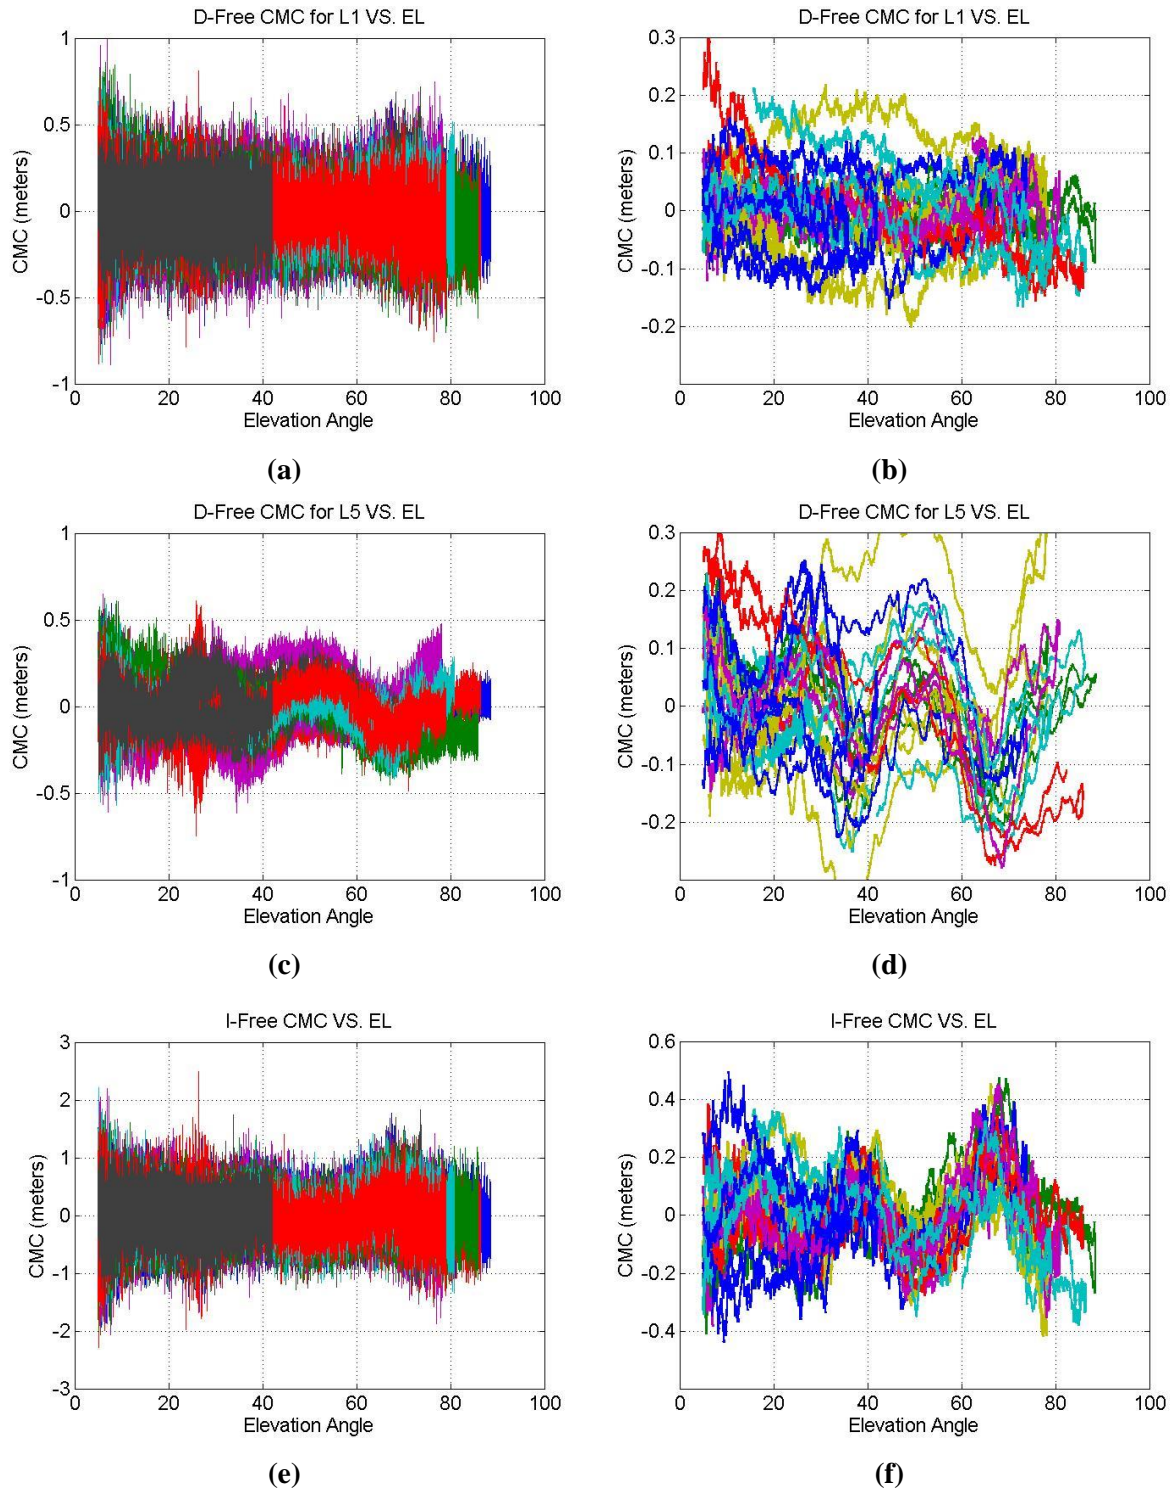 D-Free CMC for L1 VS. EL
1
0.5
0
-0.5
-1
CMC (meters)
0 20 40 60 80 100
Elevation Angle
(a)
D-Free CMC for L1 VS. EL
0.3
0.2
0.1
0
-0.1
-0.2
CMC (meters)
0 20 40 60 80 100
Elevation Angle
(b)
D-Free CMC for L5 VS. EL
1
0.5
0
-0.5
-1
CMC (meters)
0 20 40 60 80 100
Elevation Angle
(c)
D-Free CMC for L5 VS. EL
0.3
0.2
0.1
0
-0.1
-0.2
CMC (meters)
0 20 40 60 80 100
Elevation Angle
(d)
I-Free CMC VS. EL
3
2
1
0
-1
-2
-3
CMC (meters)
0 20 40 60 80 100
Elevation Angle
(e)
I-Free CMC VS. EL
0.6
0.4
0.2
0
-0.2
-0.4
CMC (meters)
0 20 40 60 80 100
Elevation Angle
(f)